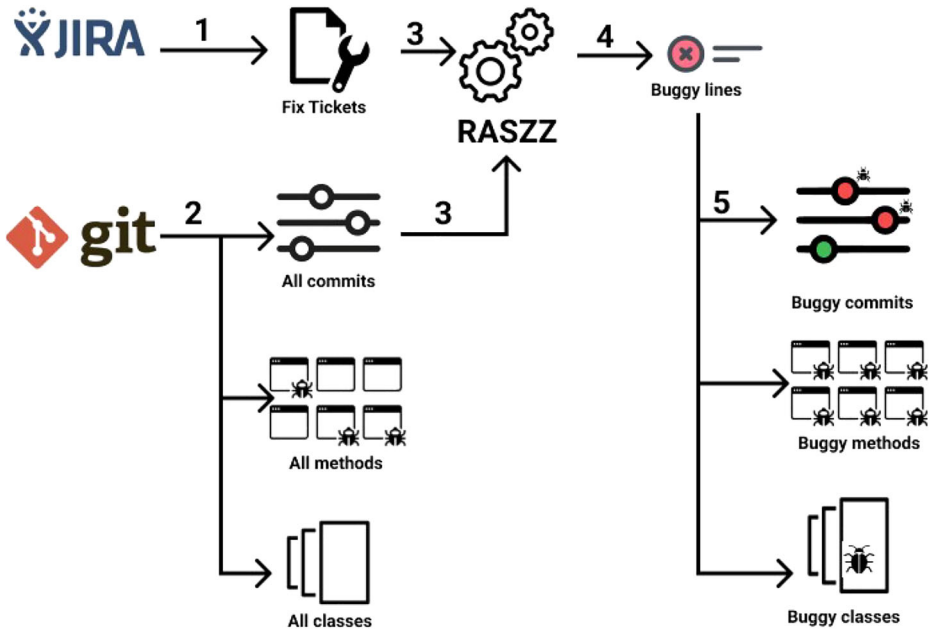 JIRA
1
Fix Tickets
3
RASZZ
4
Buggy lines
git
2
All commits
3
5
Buggy commits
All methods
Buggy methods
All classes
Buggy classes